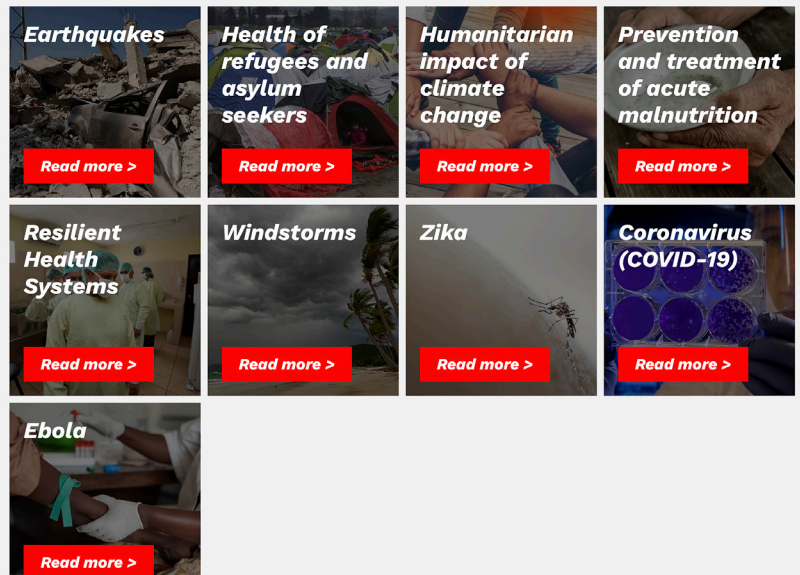 Earthquakes
Read more >
Health of
refugees and
asylum
seekers
Read more >
Humanitarian
impact of
climate
change
Read more >
Prevention
and treatment
of acute
malnutrition
Read more >
Resilient
Health
Systems
Read more >
Windstorms
Read more >
Zika
Read more >
Coronavirus
(COVID-19)
Read more >
Ebola
Read more >